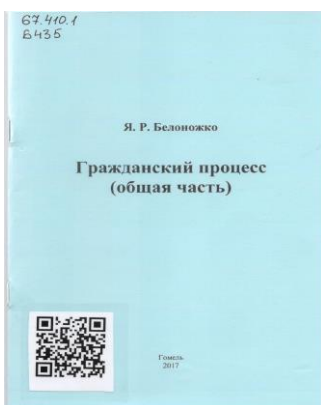 67.410.1
Б435
Я. Р. Белоножко
Гражданский процесс
(общая часть)
Гомель
2017